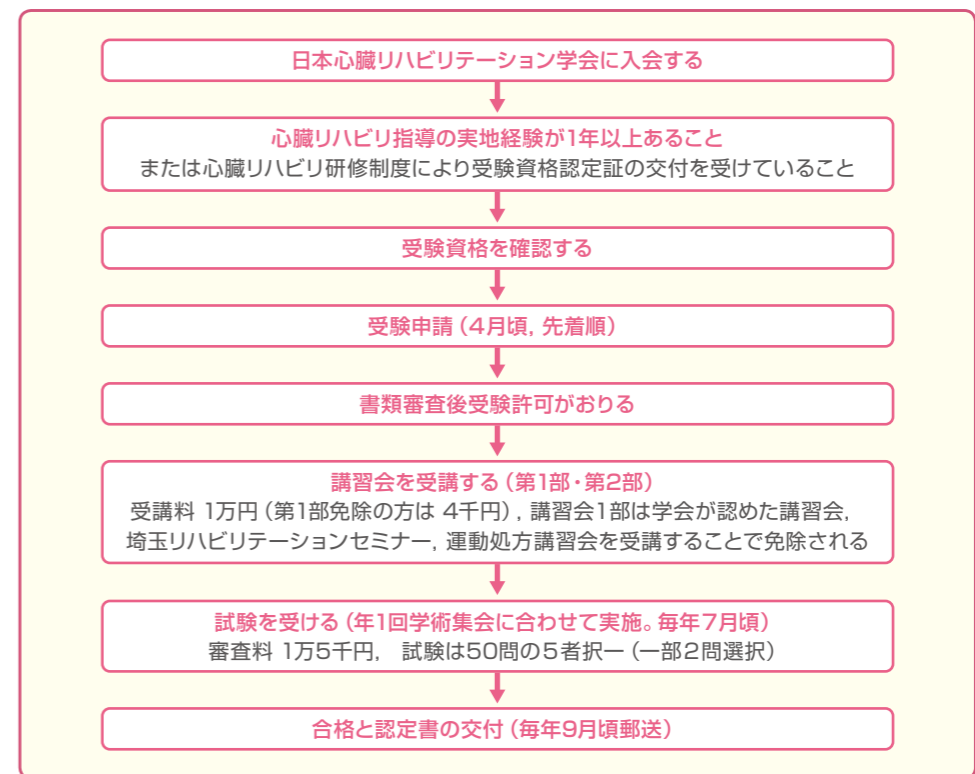 日本心臓リハビリテーション学会に入会する
心臓リハビリ指導の実地経験が1年以上あること
または心臓リハビリ研修制度により受験資格認定証の交付を受けていること
受験資格を確認する
受験申請（4月頃, 先着順）
書類審査後受験許可がおりる
講習会を受講する（第1部・第2部）
受講料 1万円（第1部免除の方は 4千円）, 講習会1部は学会が認めた講習会,
埼玉リハビリテーションセミナー, 運動処方講習会を受講することで免除される
試験を受ける（年1回学術集会に合わせて実施。毎年7月頃）
審査料 1万5千円, 試験は50問の5者択一（一部2問選択）
合格と認定書の交付（毎年9月頃郵送）